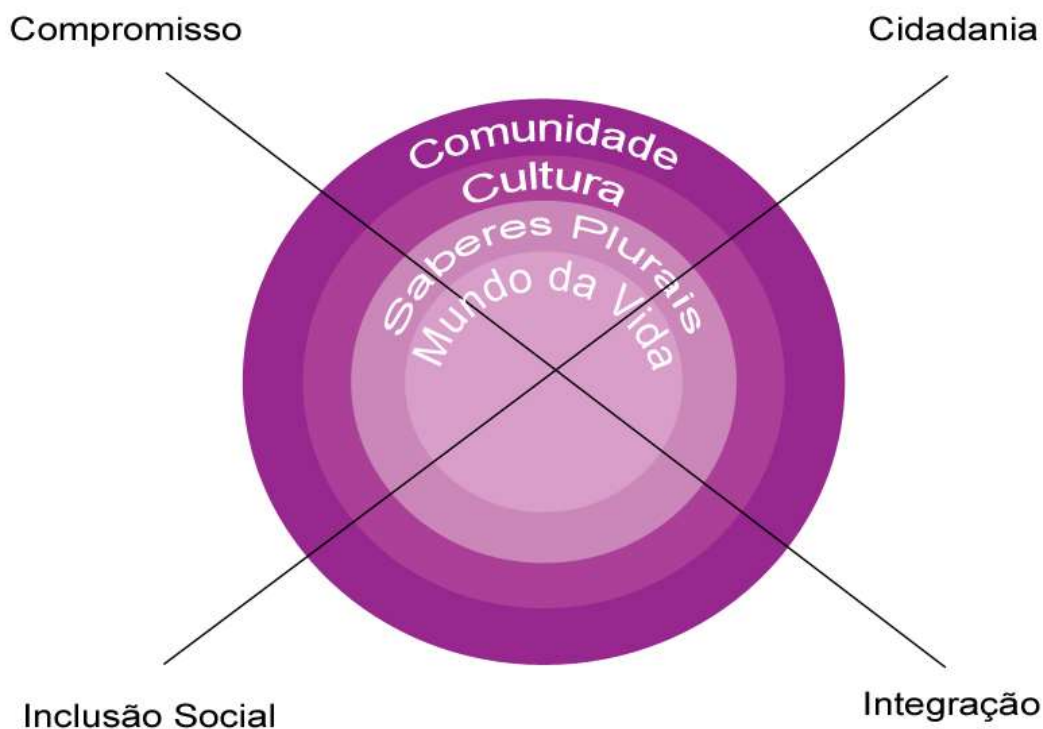 Compromisso
Cidadania
Comunidade
Cultura
Saberes Plurais
Mundo da Vida
Inclusão Social
Integração